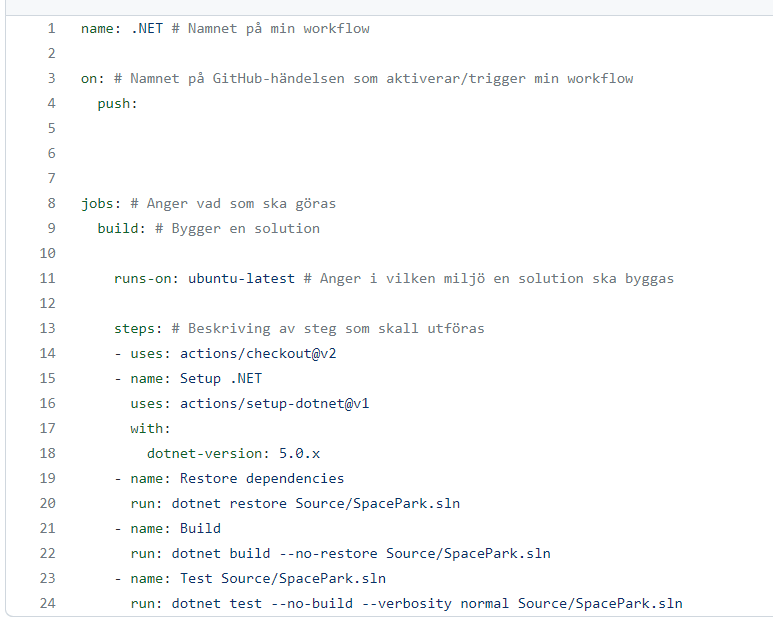 1 name: .NET # Namnet på min workflow
2
3 on: # Namnet på GitHub-händelsen som aktiverar/trigger min workflow
4   push:
5
6
7
8 jobs: # Anger vad som ska göras
9   build: # Bygger en solution
10
11     runs-on: ubuntu-latest # Anger i vilken miljö en solution ska byggas
12
13     steps: # Beskriving av steg som skall utföras
14     - uses: actions/checkout@v2
15     - name: Setup .NET
16       uses: actions/setup-dotnet@v1
17       with:
18         dotnet-version: 5.0.x
19     - name: Restore dependencies
20       run: dotnet restore Source/SpacePark.sln
21     - name: Build
22       run: dotnet build --no-restore Source/SpacePark.sln
23     - name: Test Source/SpacePark.sln
24       run: dotnet test --no-build --verbosity normal Source/SpacePark.sln